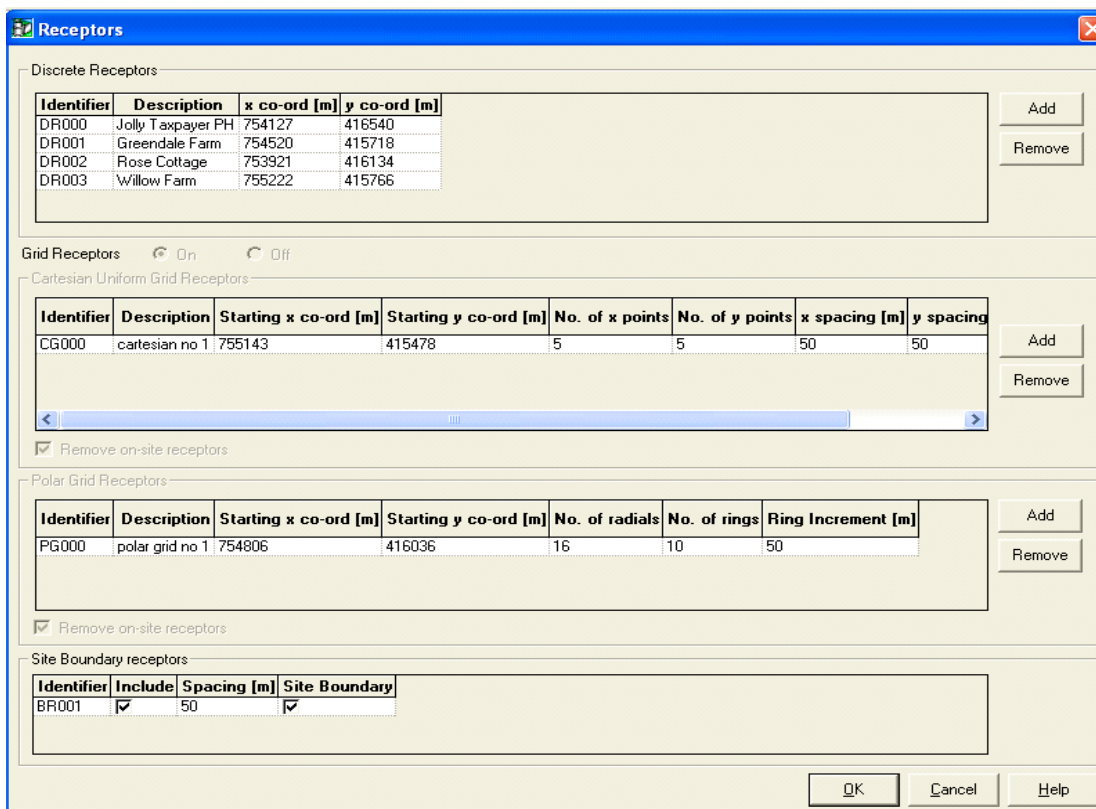 Receptors
Discrete Receptors
Identifier Description x co-ord [m] y co-ord [m]
DR000 Jolly Taxpayer PH 754127 416540
DR001 Greendale Farm 754520 415718
DR002 Rose Cottage 753921 416134
DR003 Willow Farm 755222 415766
Add
Remove
Grid Receptors On Off
Cartesian Uniform Grid Receptors
Identifier Description Starting x co-ord [m] Starting y co-ord [m] No. of x points No. of y points x spacing [m] y spacing
CG000 cartesian no 1 755143 415478 5 5 50 50
Add
Remove
Remove on-site receptors
Polar Grid Receptors
Identifier Description Starting x co-ord [m] Starting y co-ord [m] No. of radials No. of rings Ring Increment [m]
PG000 polar grid no 1 754806 416036 16 10 50
Add
Remove
Remove on-site receptors
Site Boundary receptors
Identifier Include Spacing [m] Site Boundary
BR001 50
OK Cancel Help